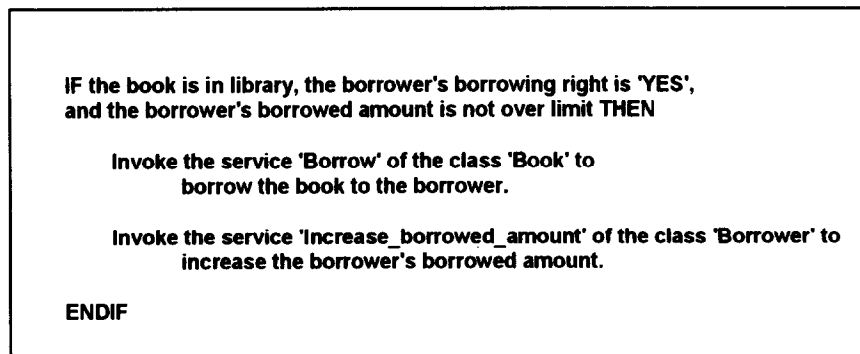 IF the book is in library, the borrower's borrowing right is 'YES',
and the borrower's borrowed amount is not over limit THEN
Invoke the service 'Borrow' of the class 'Book' to
borrow the book to the borrower.
Invoke the service 'Increase_borrowed_amount' of the class 'Borrower' to
increase the borrower's borrowed amount.
ENDIF